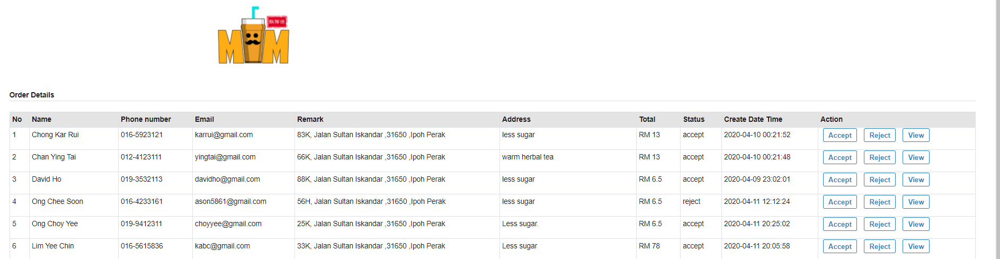 M M
Order Details
No Name Phone number Email Remark Address Total Status Create Date Time Action
1 Chong Kar Rui 016-5923121 karrui@gmail.com 83K, Jalan Sultan Iskandar ,31650 ,Ipoh Perak less sugar RM 13 accept 2020-04-10 00:21:52 Accept Reject View
2 Chan Ying Tai 012-4123111 yingtai@gmail.com 66K, Jalan Sultan Iskandar ,31650 ,Ipoh Perak warm herbal tea RM 13 accept 2020-04-10 00:21:48 Accept Reject View
3 David Ho 019-3532113 davidho@gmail.com 88K, Jalan Sultan Iskandar ,31650 ,Ipoh Perak less sugar RM 6.5 accept 2020-04-09 23:02:01 Accept Reject View
4 Ong Chee Soon 016-4233161 ason5861@gmail.com 56H, Jalan Sultan Iskandar ,31650 ,Ipoh Perak less sugar RM 6.5 reject 2020-04-11 12:12:24 Accept Reject View
5 Ong Choy Yee 019-9412311 choyyee@gmail.com 25K, Jalan Sultan Iskandar ,31650 ,Ipoh Perak Less sugar. RM 6.5 accept 2020-04-11 20:25:02 Accept Reject View
6 Lim Yee Chin 016-5615836 kabc@gmail.com 33K, Jalan Sultan Iskandar ,31650 ,Ipoh Perak Less sugar RM 78 accept 2020-04-11 20:05:58 Accept Reject View